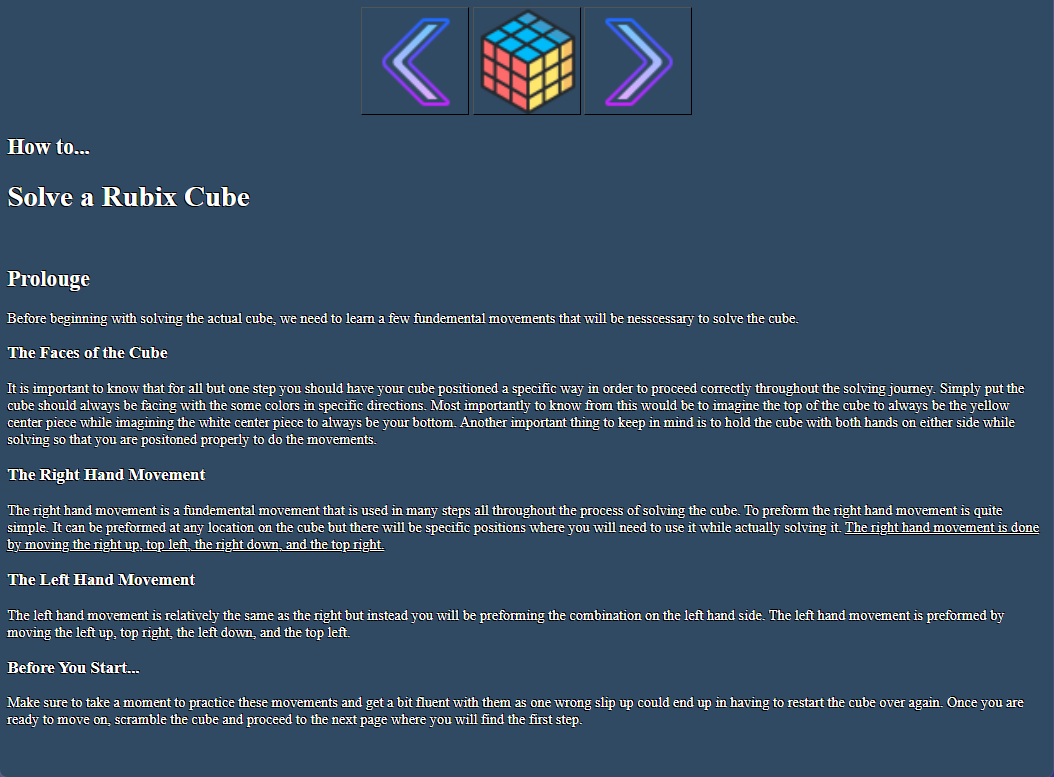 How to...
Solve a Rubix Cube
Prolouge
Before beginning with solving the actual cube, we need to learn a few fundemental movements that will be nesscessary to solve the cube.
The Faces of the Cube
It is important to know that for all but one step you should have your cube positioned a specific way in order to proceed correctly throughout the solving journey. Simply put the
cube should always be facing with the some colors in specific directions. Most importantly to know from this would be to imagine the top of the cube to always be the yellow
center piece while imagining the white center piece to always be your bottom. Another important thing to keep in mind is to hold the cube with both hands on either side while
solving so that you are positoned properly to do the movements.
The Right Hand Movement
The right hand movement is a fundemental movement that is used in many steps all throughout the process of solving the cube. To preform the right hand movement is quite
simple. It can be preformed at any location on the cube but there will be specific positions where you will need to use it while actually solving it. The right hand movement is done
by moving the right up, top left, the right down, and the top right.
The Left Hand Movement
The left hand movement is relatively the same as the right but instead you will be preforming the combination on the left hand side. The left hand movement is preformed by
moving the left up, top right, the left down, and the top left.
Before You Start...
Make sure to take a moment to practice these movements and get a bit fluent with them as one wrong slip up could end up in having to restart the cube over again. Once you are
ready to move on, scramble the cube and proceed to the next page where you will find the first step.